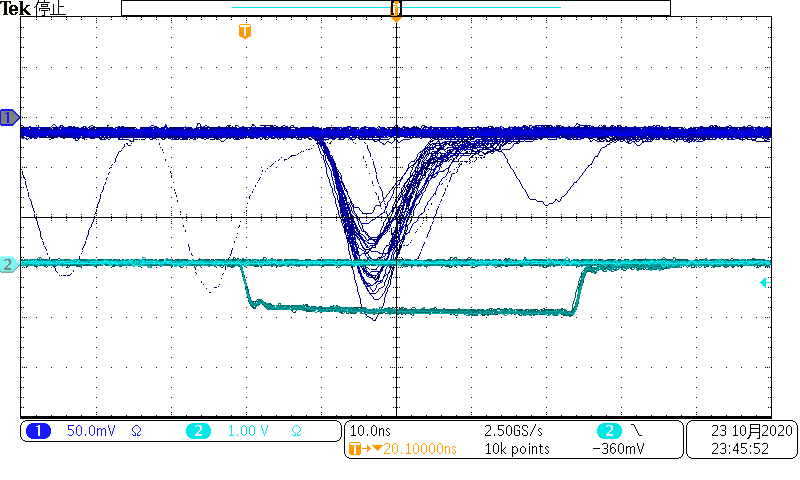 Tek 停止
T
1
2
1 50.0mV Ω 2 1.00 V Ω
10.0ns 2.50GS/s 2
T→▼20.10000ns 10k points -360mV
23 10月2020
23:45:52